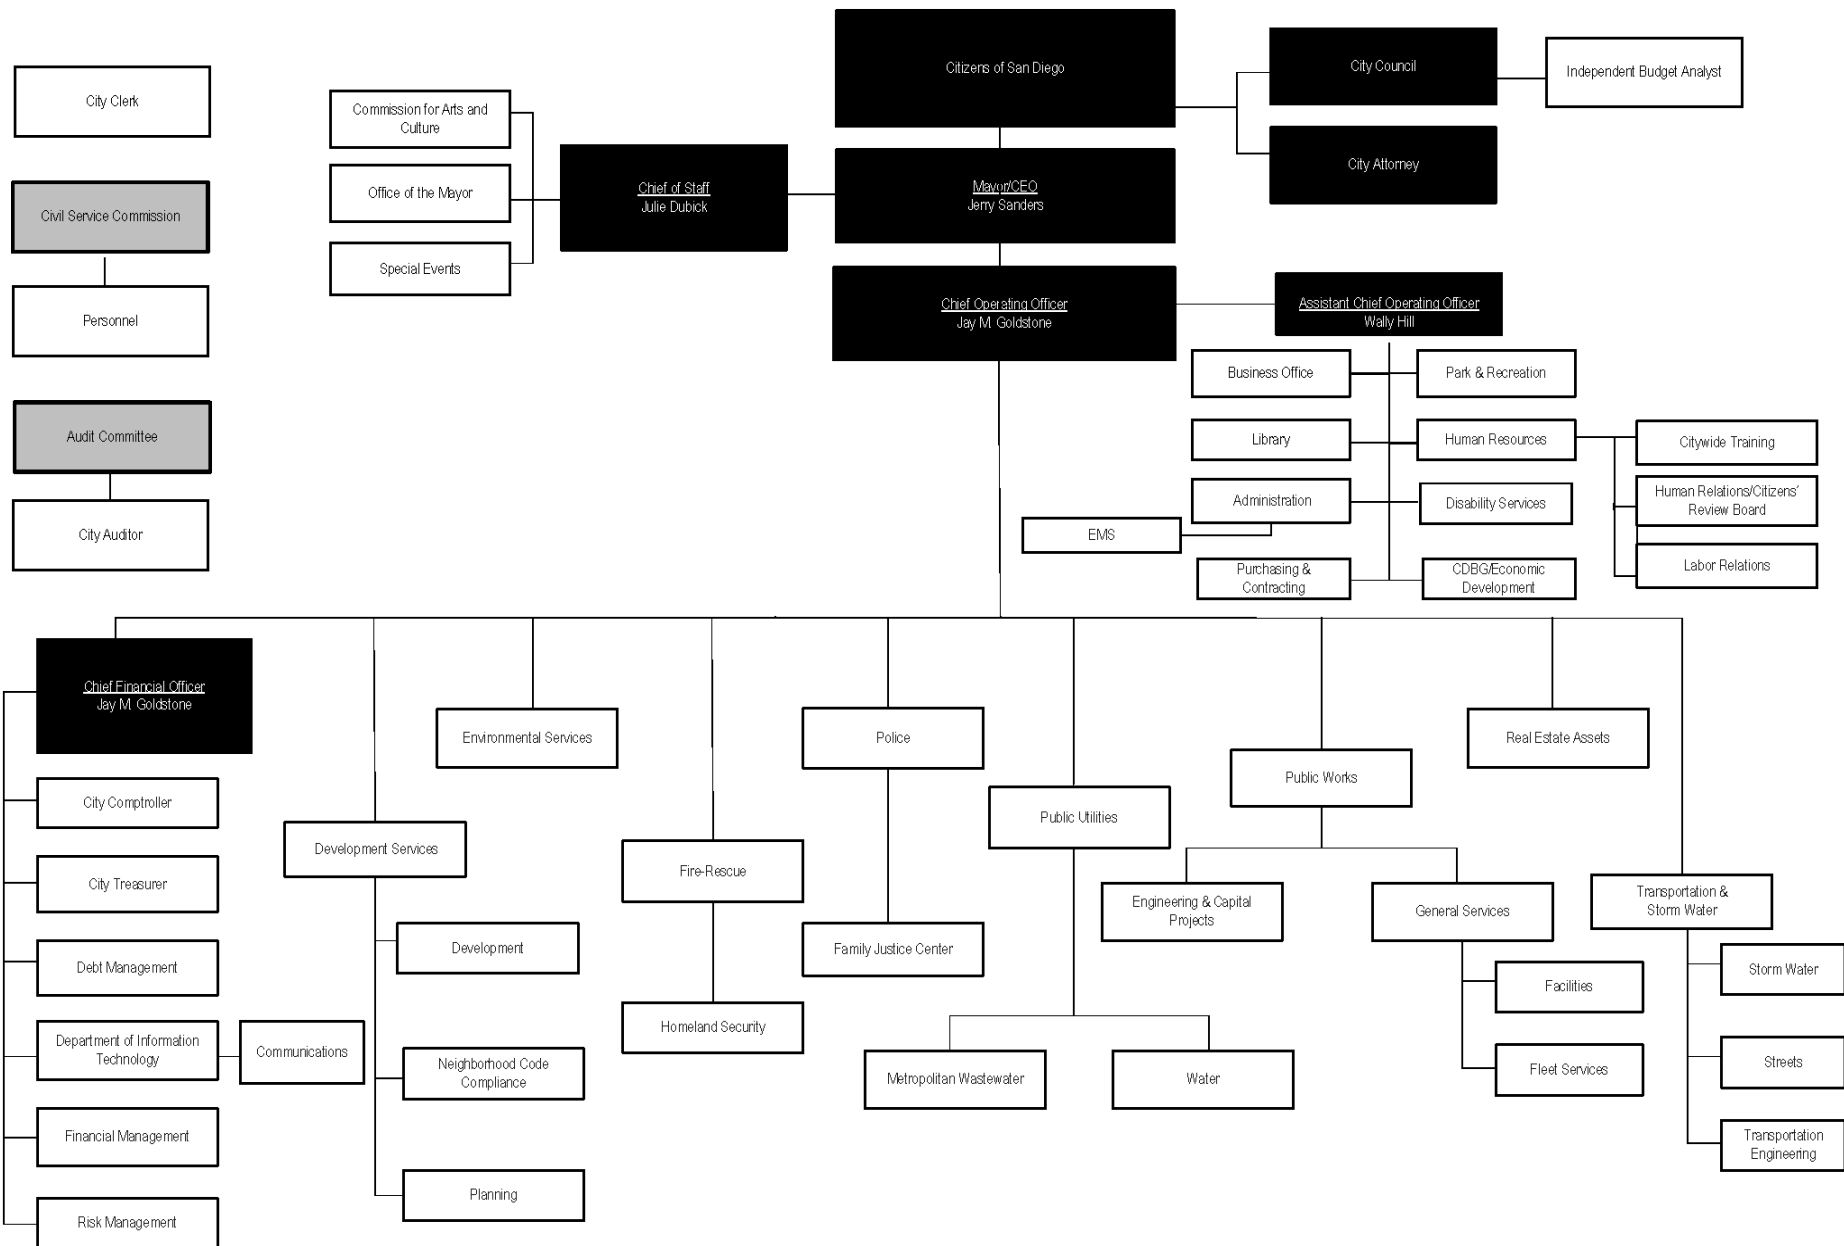 Citizens of San Diego
City Council
Independent Budget Analyst
City Attorney
City Clerk
Civil Service Commission
Personnel
Audit Committee
City Auditor
Commission for Arts and
Culture
Office of the Mayor
Special Events
Chief of Staff
Julie Dubick
Mayor/CEO
Jerry Sanders
Chief Operating Officer
Jay M. Goldstone
Assistant Chief Operating Officer
Wally Hill
Business Office
Park & Recreation
Library
Human Resources
Citywide Training
Human Relations/Citizens'
Review Board
Labor Relations
Administration
Disability Services
EMS
Purchasing &
Contracting
CDBG/Economic
Development
Chief Financial Officer
Jay M. Goldstone
City Comptroller
City Treasurer
Debt Management
Department of Information
Technology
Communications
Financial Management
Risk Management
Development Services
Development
Neighborhood Code
Compliance
Planning
Environmental Services
Fire-Rescue
Homeland Security
Police
Family Justice Center
Public Utilities
Metropolitan Wastewater
Water
Public Works
Engineering & Capital
Projects
General Services
Facilities
Fleet Services
Real Estate Assets
Transportation &
Storm Water
Storm Water
Streets
Transportation
Engineering